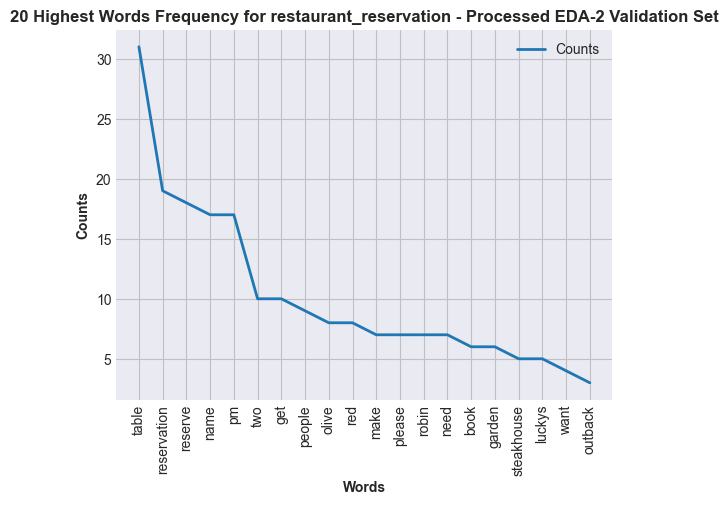 20 Highest Words Frequency for restaurant_reservation - Processed EDA-2 Validation Set
Counts
30
25
20
15
10
5
Counts
table
reservation
reserve
name
pm
two
get
people
olive
red
make
please
robin
need
book
garden
steakhouse
luckys
want
outback
Words